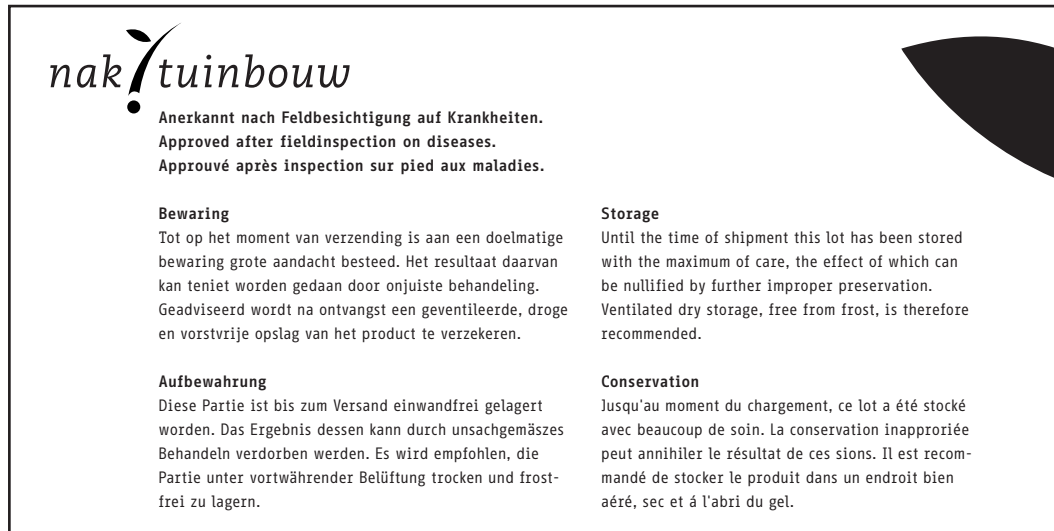 nak tuinbouw
Anerkannt nach Feldbesichtigung auf Krankheiten.
Approved after fieldinspection on diseases.
Approuvé après inspection sur pied aux maladies.
Bewaring
Tot op het moment van verzending is aan een doelmatige
bewaring grote aandacht besteed. Het resultaat daarvan
kan teniet worden gedaan door onjuiste behandeling.
Geadviseerd wordt na ontvangst een geventileerde, droge
en vorstvrije opslag van het product te verzekeren.
Storage
Until the time of shipment this lot has been stored
with the maximum of care, the effect of which can
be nullified by further improper preservation.
Ventilated dry storage, free from frost, is therefore
recommended.
Aufbewahrung
Diese Partie ist bis zum Versand einwandfrei gelagert
worden. Das Ergebnis dessen kann durch unsachgemäszes
Behandeln verdorben werden. Es wird empfohlen, die
Partie unter vortwährender Belüftung trocken und frost-
frei zu lagern.
Conservation
Jusqu'au moment du chargement, ce lot a été stocké
avec beaucoup de soin. La conservation inapproriée
peut annihiler le résultat de ces sions. Il est recom-
mandé de stocker le produit dans un endroit bien
aéré, sec et á l'abri du gel.